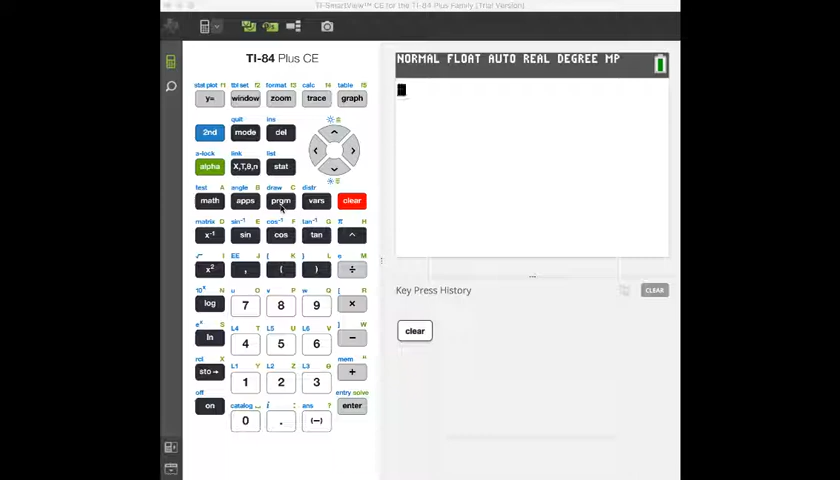 TI-SmartView™ CE for the TI-84 Plus Family (Trial Version)
TI-84 Plus CE
NORMAL FLOAT AUTO REAL DEGREE MP
stat plot f1 tbl set f2 format f3 calc f4 table f5
y= window zoom trace graph
quit ins
2nd mode del
a-lock link list
alpha X,T,θ,n stat
test A angle B draw C distr
math apps prgm vars clear
matrix D sin⁻¹ E cos⁻¹ F tan⁻¹ G π H
x⁻¹ sin cos tan ^
√ I EE J { K } L e M
x² , ( ) ÷
10ˣ N u O v P w Q [ R
log 7 8 9 ×
eˣ S L4 T L5 U L6 V ] W
ln 4 5 6 −
rcl X L1 Y L2 Z L3 θ mem "
sto→ 1 2 3 +
off catalog i : ans ? entry solve
on 0 . (−) enter
Key Press History
CLEAR
clear